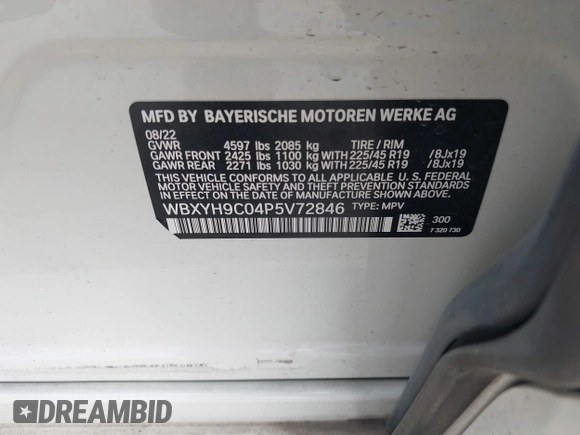 MFD BY BAYERISCHE MOTOREN WERKE AG
08/22
GVWR 4597 lbs 2085 kg TIRE / RIM
GAWR FRONT 2425 lbs 1100 kg WITH 225/45 R19 /8Jx19
GAWR REAR 2271 lbs 1030 kg WITH 225/45 R19 /8Jx19
THIS VEHICLE CONFORMS TO ALL APPLICABLE U. S. FEDERAL
MOTOR VEHICLE SAFETY, BUMPER, AND THEFT PREVENTION STANDARDS
IN EFFECT ON THE DATE OF MANUFACTURE SHOWN ABOVE.
WBXYH9C04P5V72846 TYPE: MPV
300
7 320 730
DREAMBID